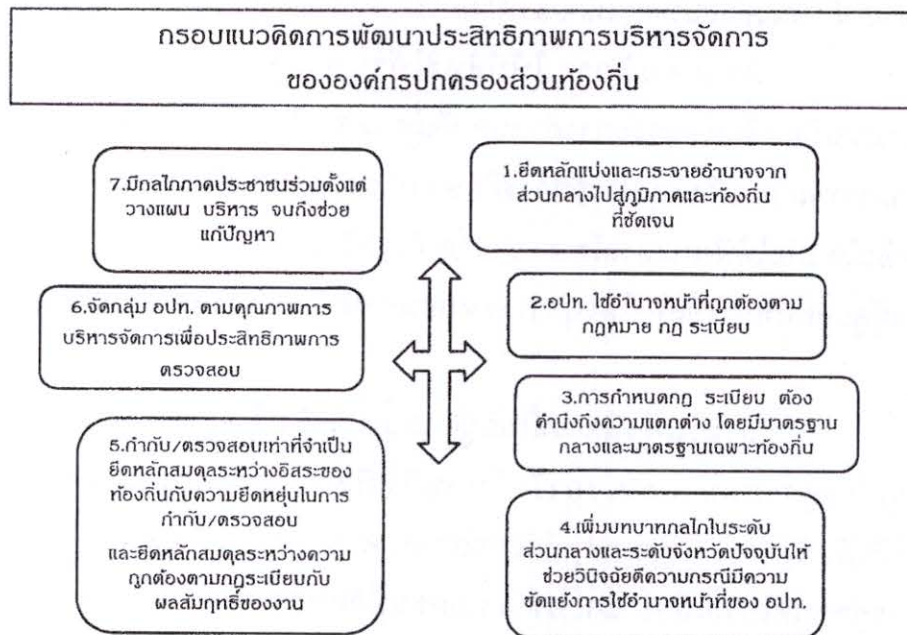 กรอบแนวคิดการพัฒนาประสิทธิภาพการบริหารจัดการ
ขององค์กรปกครองส่วนท้องถิ่น
1.ยึดหลักแบ่งและกระจายอำนาจจาก
ส่วนกลางไปสู่ภูมิภาคและท้องถิ่น
ที่ชัดเจน
2.อปท. ใช้อำนาจหน้าที่ถูกต้องตาม
กฎหมาย กฎ ระเบียบ
3.การกำหนดกฎ ระเบียบ ต้อง
คำนึงถึงความแตกต่าง โดยมีมาตรฐาน
กลางและมาตรฐานเฉพาะท้องถิ่น
4.เพิ่มบทบาทกลไกในระดับ
ส่วนกลางและระดับจังหวัดปัจจุบันให้
ช่วยวินิจฉัยตีความกรณีมีความ
ขัดแย้งการใช้อำนาจหน้าที่ของ อปท.
5.กำกับ/ตรวจสอบเท่าที่จำเป็น
ยึดหลักสมดุลระหว่างอิสระของ
ท้องถิ่นกับความยืดหยุ่นในการ
กำกับ/ตรวจสอบ
และยึดหลักสมดุลระหว่างความ
ถูกต้องตามกฎระเบียบกับ
ผลสัมฤทธิ์ของงาน
6.จัดกลุ่ม อปท. ตามคุณภาพการ
บริหารจัดการเพื่อประสิทธิภาพการ
ตรวจสอบ
7.มีกลไกภาคประชาชนร่วมตั้งแต่
วางแผน บริหาร จนถึงช่วย
แก้ปัญหา